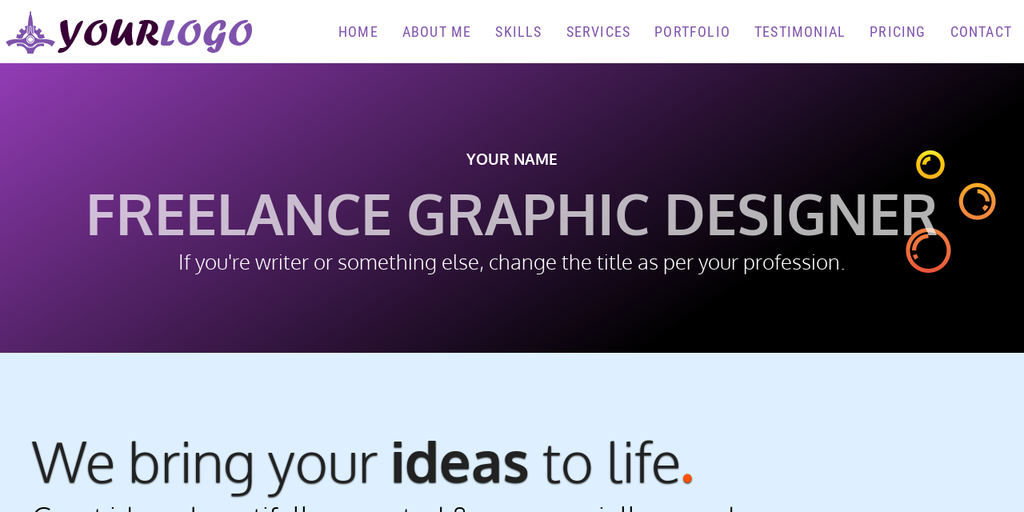 YOURLOGO
HOME ABOUT ME SKILLS SERVICES PORTFOLIO TESTIMONIAL PRICING CONTACT
YOUR NAME
FREELANCE GRAPHIC DESIGNER
If you're writer or something else, change the title as per your profession.
We bring your ideas to life.